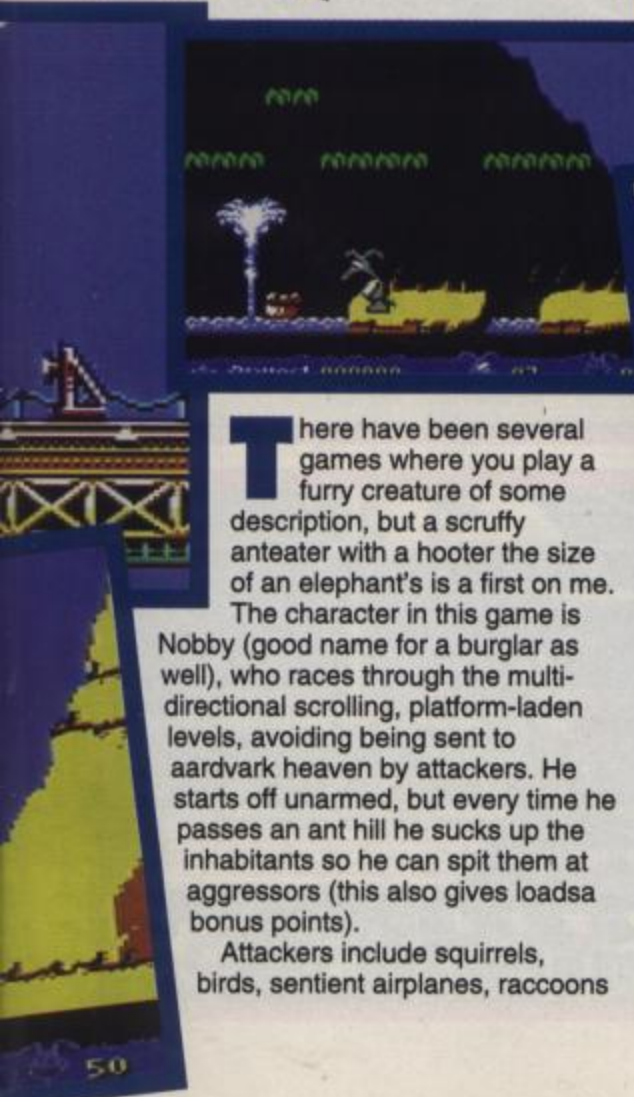 There have been several
games where you play a
furry creature of some
description, but a scruffy
anteater with a hooter the size
of an elephant's is a first on me.
The character in this game is
Nobby (good name for a burglar as
well), who races through the multi-
directional scrolling, platform-laden
levels, avoiding being sent to
aardvark heaven by attackers. He
starts off unarmed, but every time he
passes an ant hill he sucks up the
inhabitants so he can spit them at
aggressors (this also gives loadsa
bonus points).
Attackers include squirrels,
birds, sentient airplanes, raccoons
50